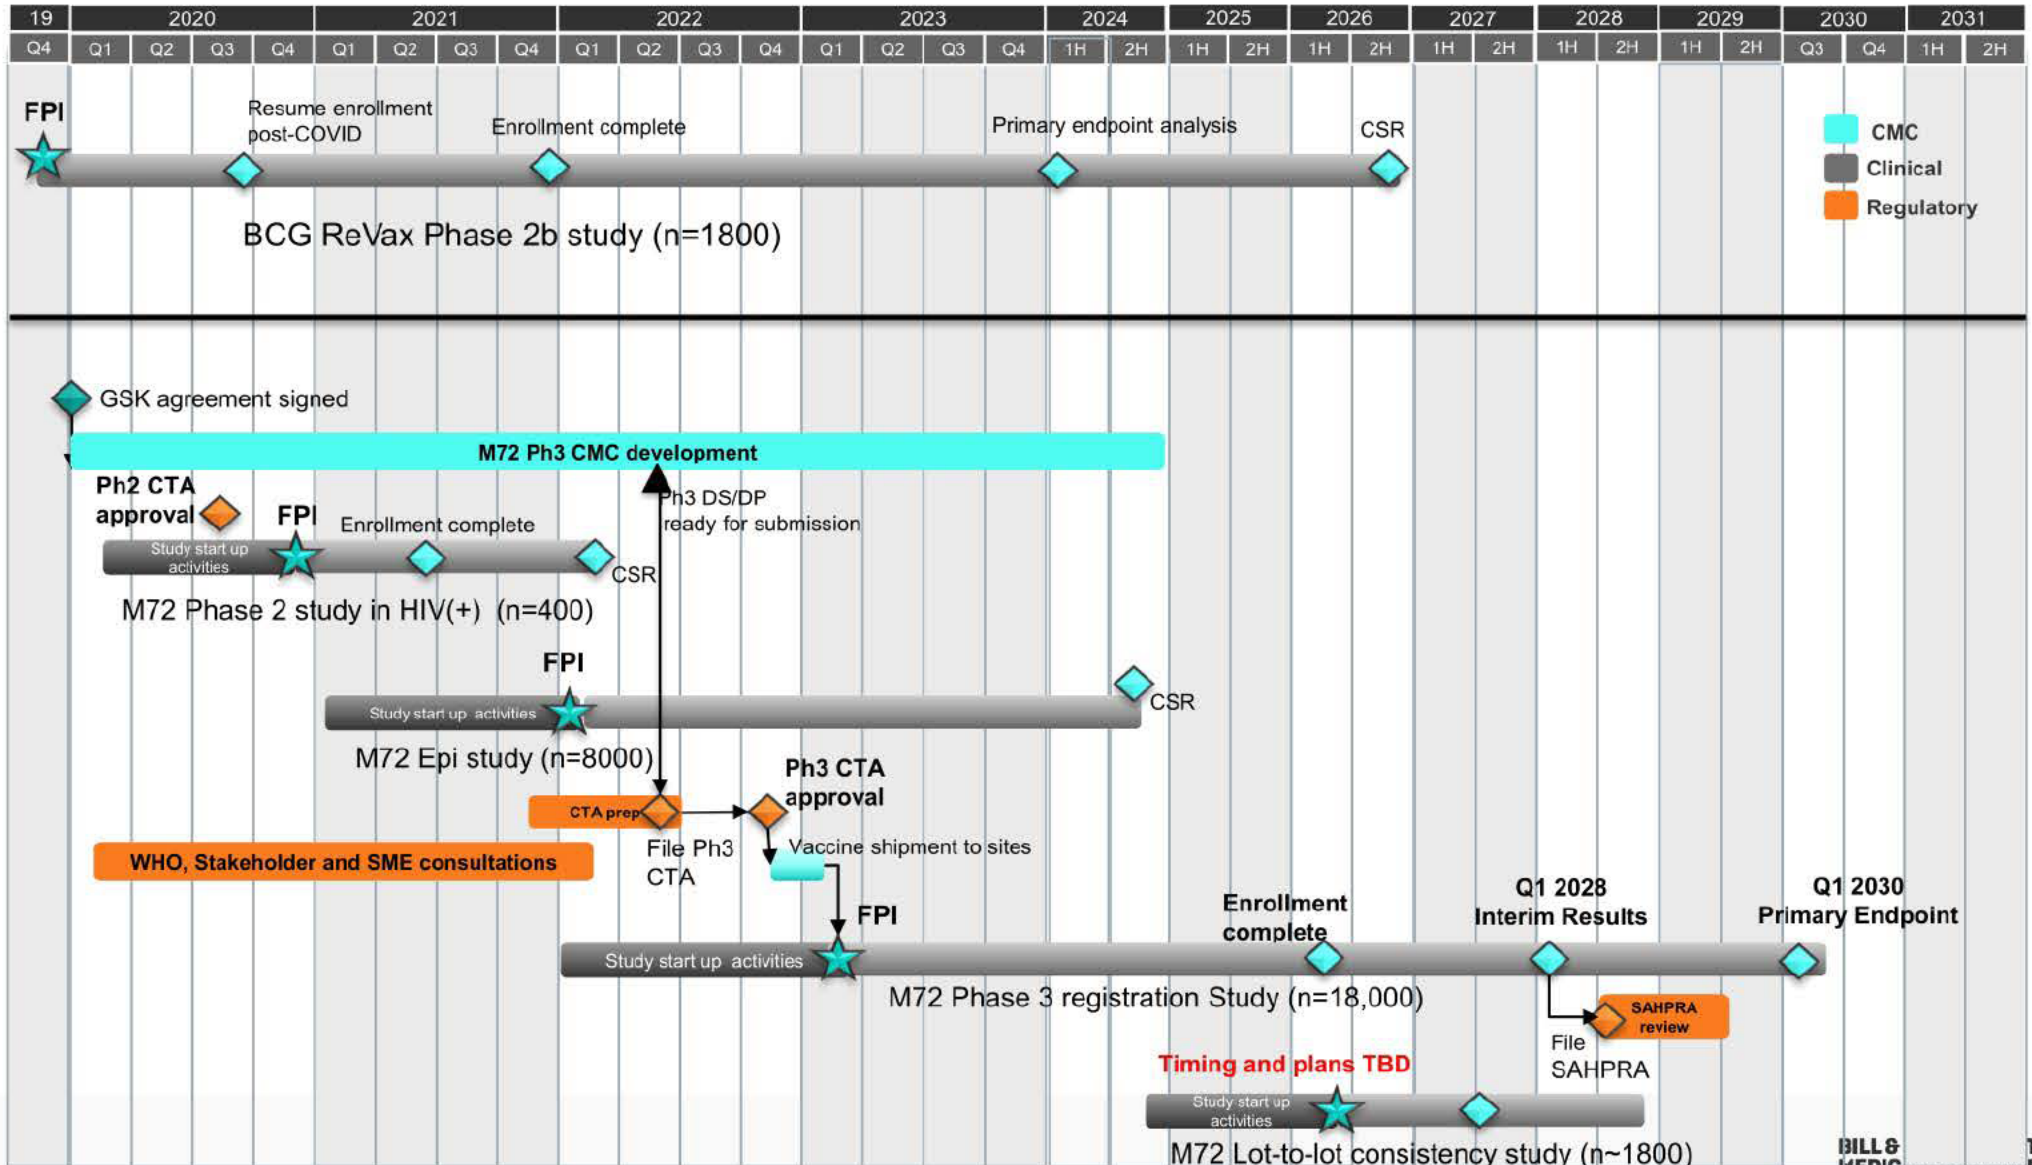 19 2020 2021 2022 2023 2024 2025 2026 2027 2028 2029 2030 2031
Q4 Q1 Q2 Q3 Q4 Q1 Q2 Q3 Q4 Q1 Q2 Q3 Q4 Q1 Q2 Q3 Q4 1H 2H 1H 2H 1H 2H 1H 2H 1H 2H 1H 2H Q3 Q4 1H 2H
FPI
Resume enrollment
post-COVID
Enrollment complete
Primary endpoint analysis
CSR
CMC
Clinical
Regulatory
BCG ReVax Phase 2b study (n=1800)
GSK agreement signed
M72 Ph3 CMC development
Ph2 CTA
approval
FPI
Enrollment complete
Ph3 DS/DP
ready for submission
Study start up
activities
CSR
M72 Phase 2 study in HIV(+) (n=400)
FPI
Study start up activities
CSR
M72 Epi study (n=8000)
Ph3 CTA
approval
CTA prep
File Ph3
CTA
Vaccine shipment to sites
WHO, Stakeholder and SME consultations
FPI
Enrollment
complete
Q1 2028
Interim Results
Q1 2030
Primary Endpoint
Study start up activities
M72 Phase 3 registration Study (n=18,000)
SAHPRA
review
File
SAHPRA
Timing and plans TBD
Study start up
activities
M72 Lot-to-lot consistency study (n~1800)
BILL &